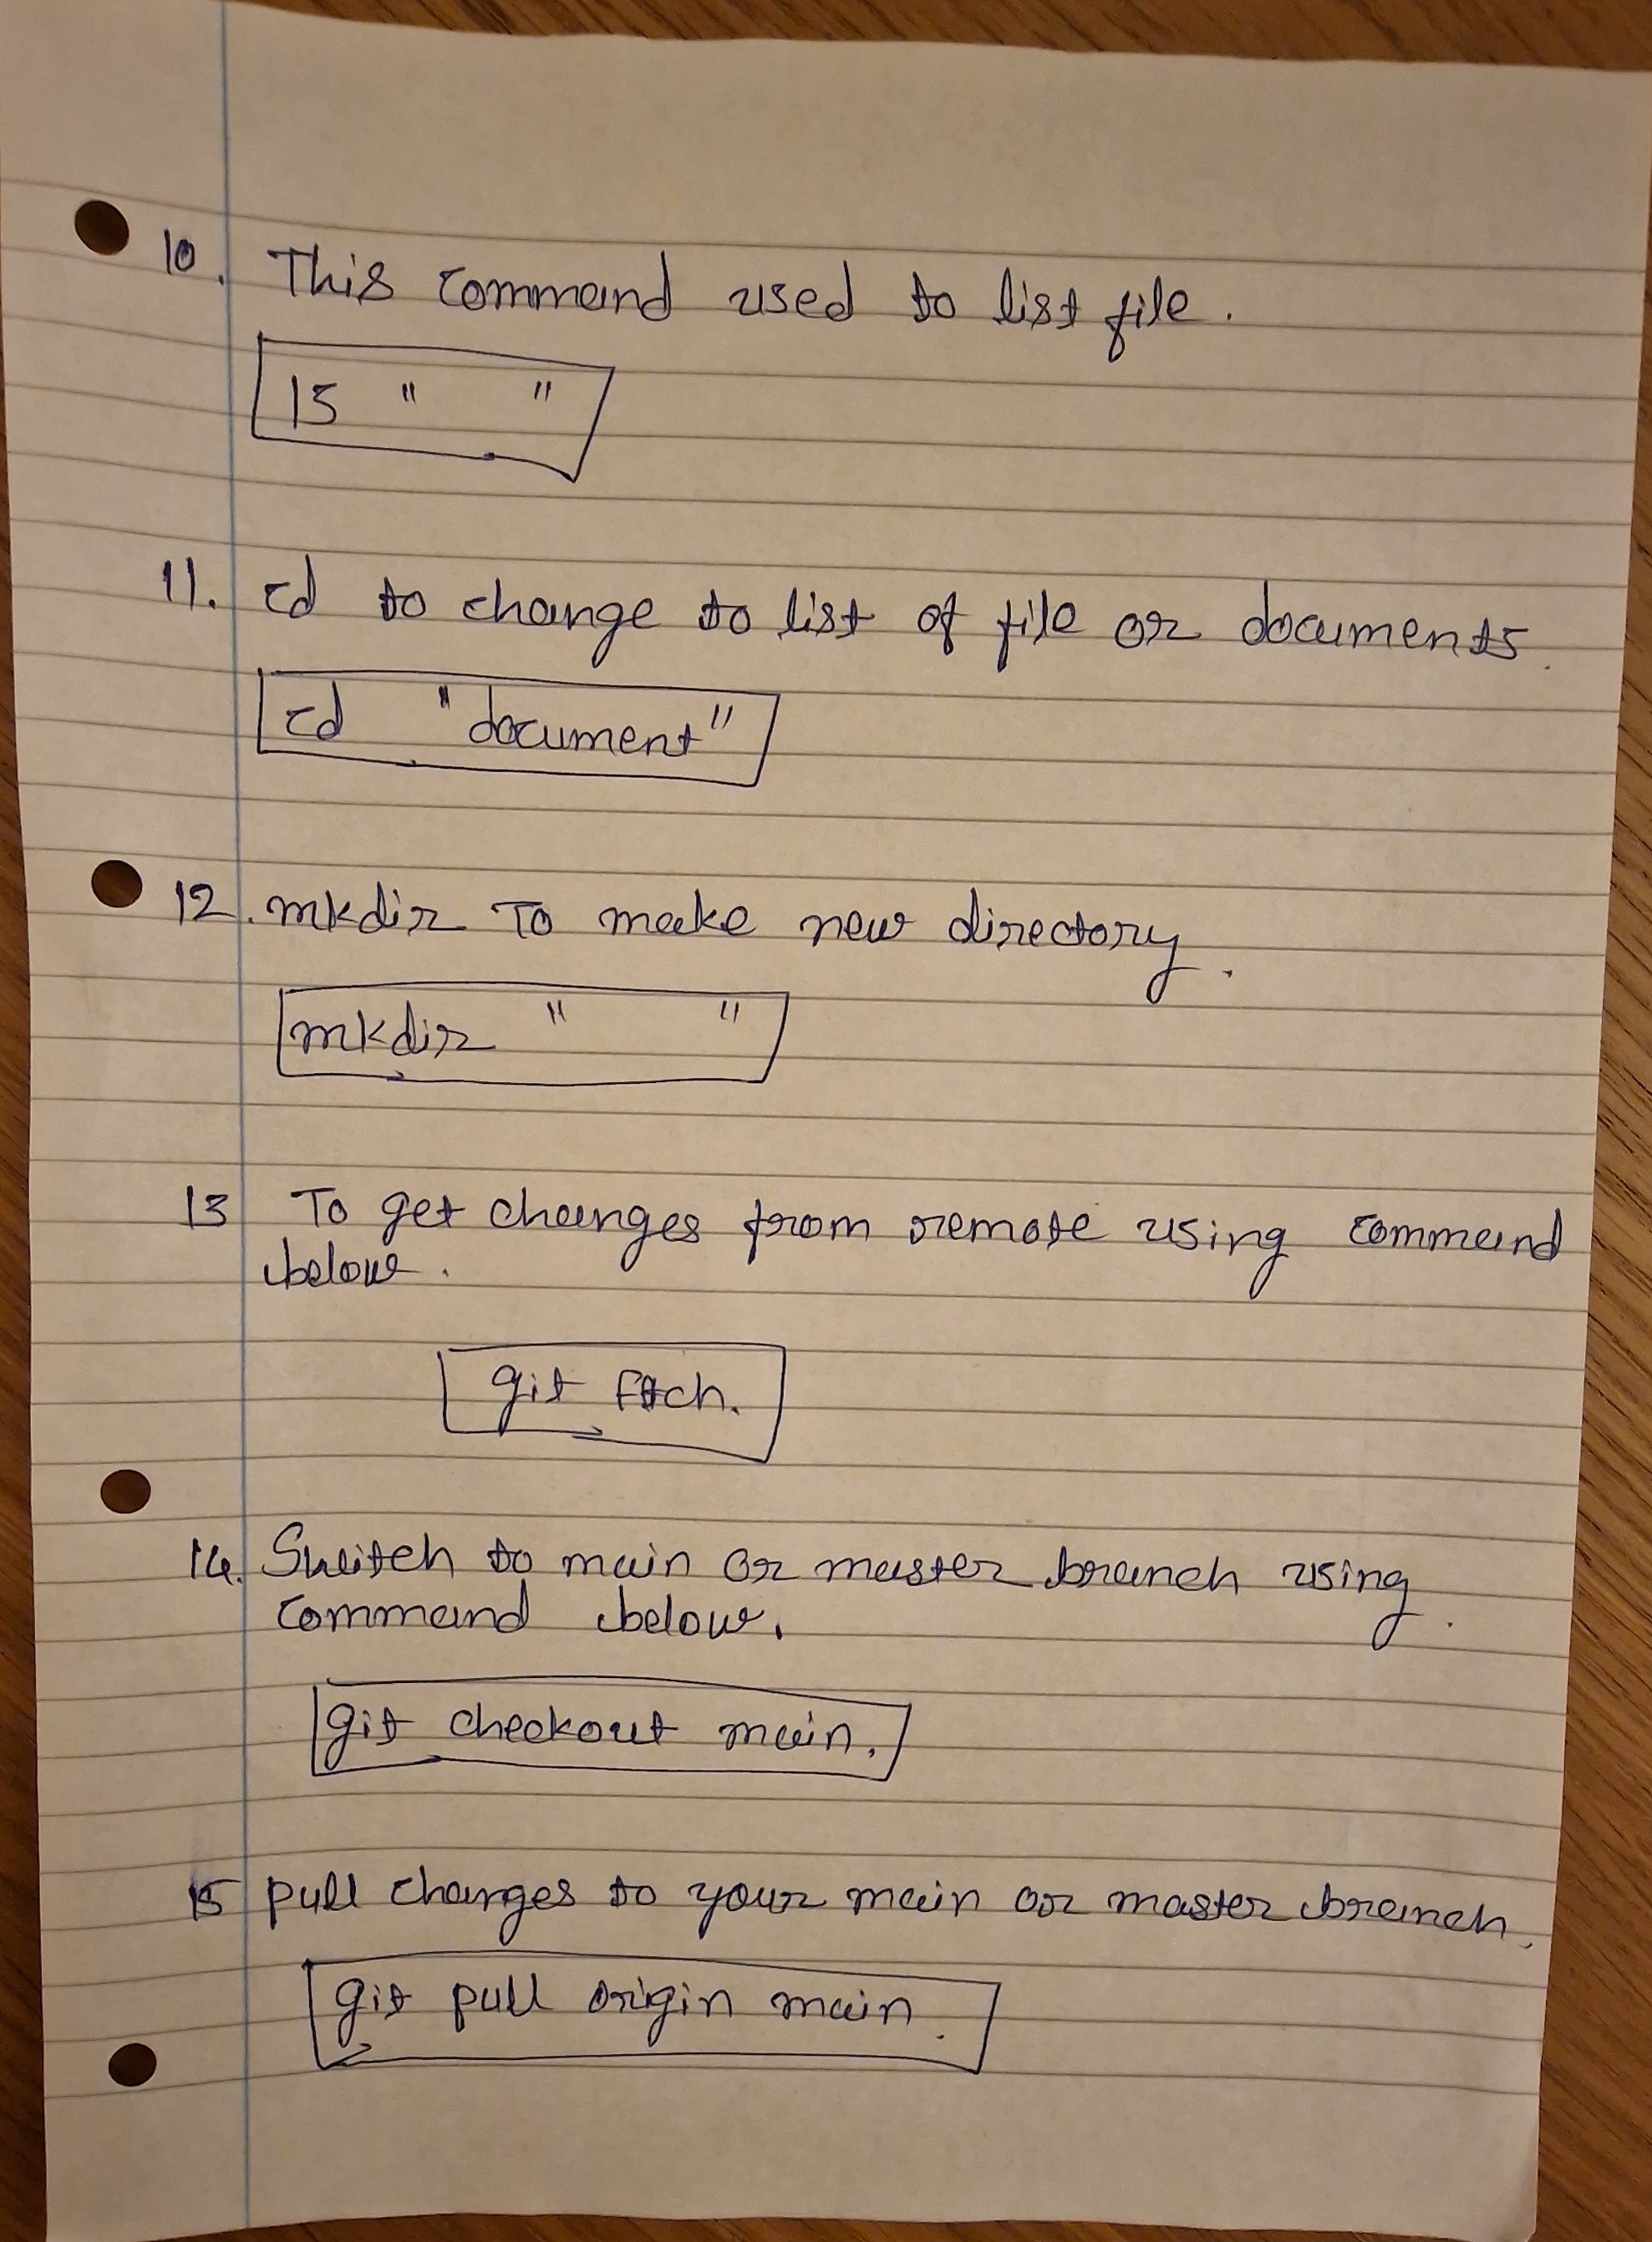 10. This command used to list file.
ls " "
11. cd to change to list of file or documents.
cd "document"
12. mkdir To make new directory.
mkdir " "
13 To get changes from remote using command
below.
git ftch.
14. Switch to main or master branch using.
command below.
git checkout main.
15 pull changes to your main or master branch.
git pull origin main.